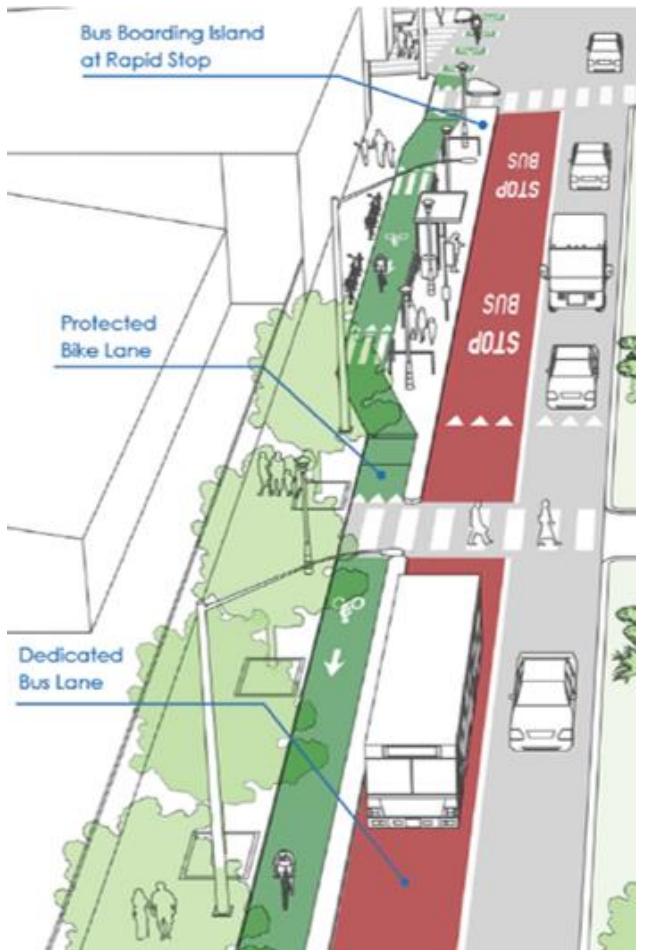 Bus Boarding Island
at Rapid Stop
BUS
STOP
BUS
STOP
Protected
Bike Lane
Dedicated
Bus Lane